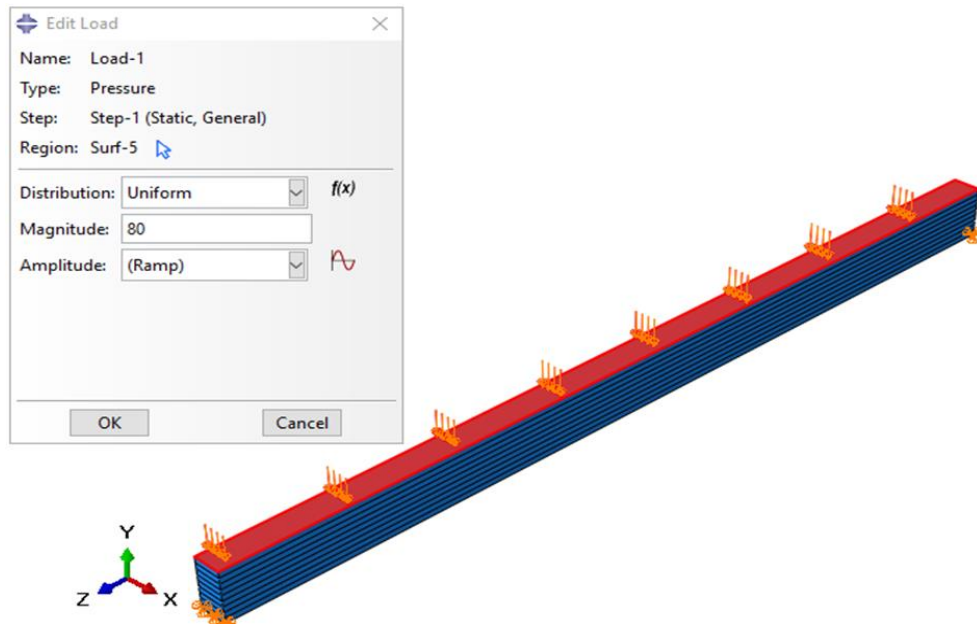 Edit Load
Name: Load-1
Type: Pressure
Step: Step-1 (Static, General)
Region: Surf-5
Distribution: Uniform f(x)
Magnitude: 80
Amplitude: (Ramp)
OK Cancel
Y
Z X